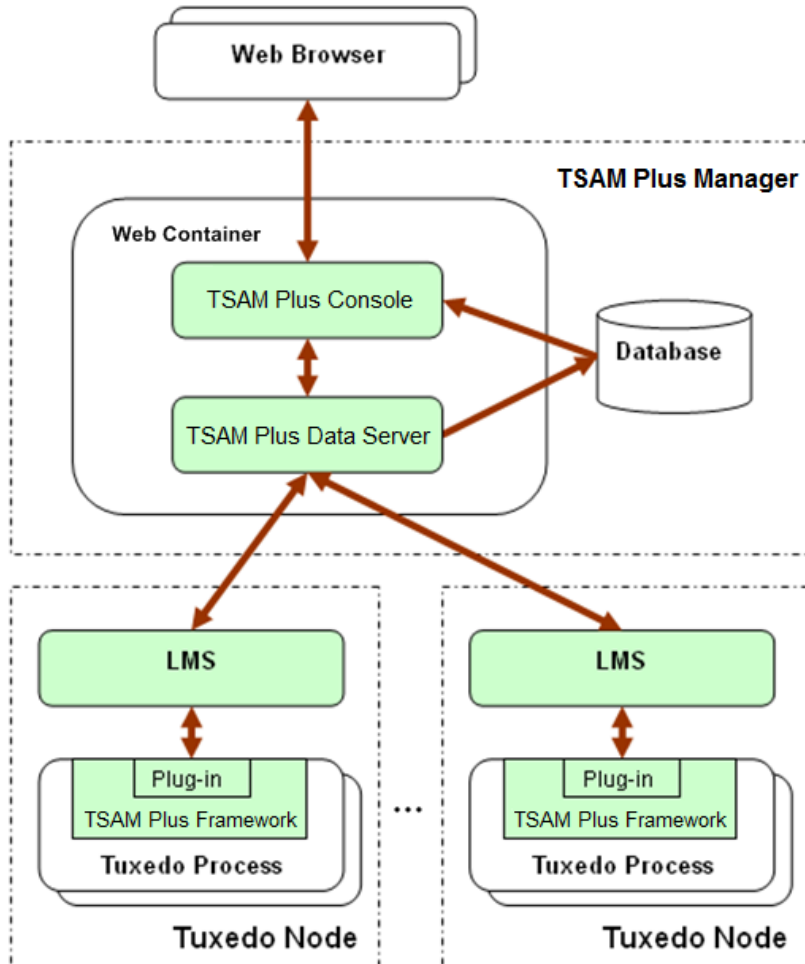 Web Browser
TSAM Plus Manager
Web Container
TSAM Plus Console
Database
TSAM Plus Data Server
LMS
Plug-in
TSAM Plus Framework
Tuxedo Process
Tuxedo Node
...
LMS
Plug-in
TSAM Plus Framework
Tuxedo Process
Tuxedo Node